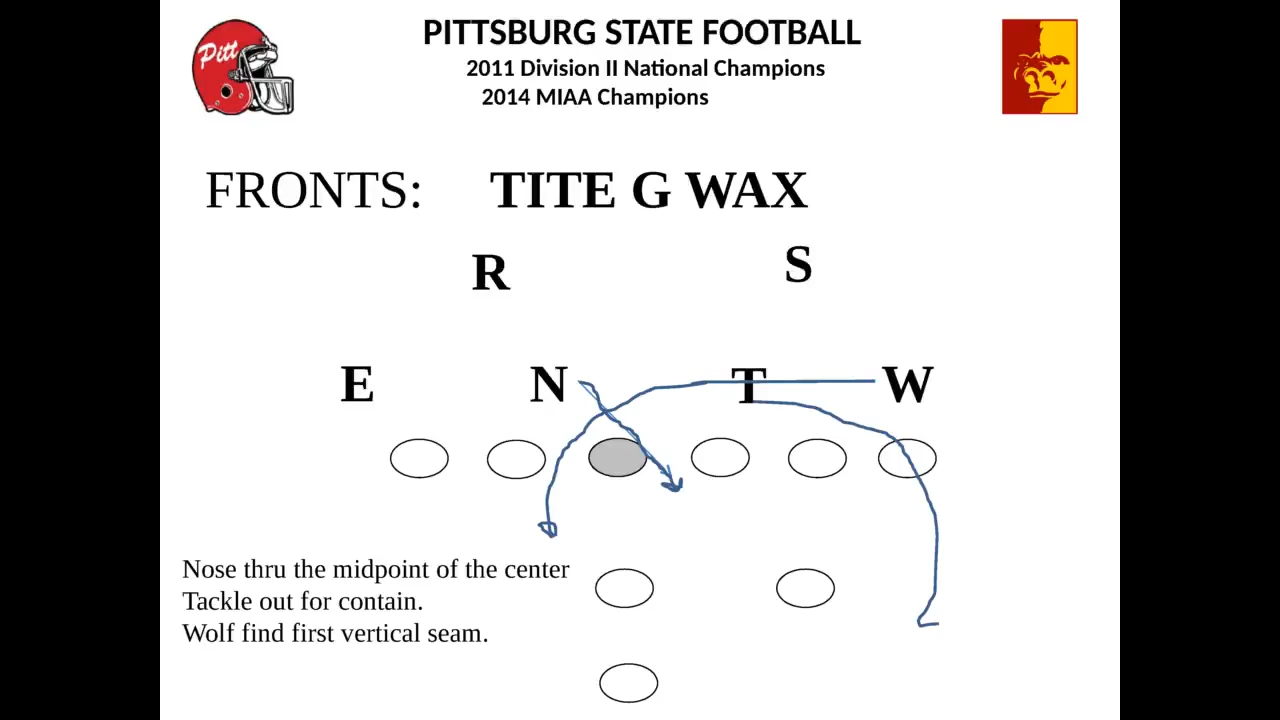 PITTSBURG STATE FOOTBALL
2011 Division II National Champions
2014 MIAA Champions
Pitt
FRONTS: TITE G WAX
R S
E N T W
Nose thru the midpoint of the center
Tackle out for contain.
Wolf find first vertical seam.